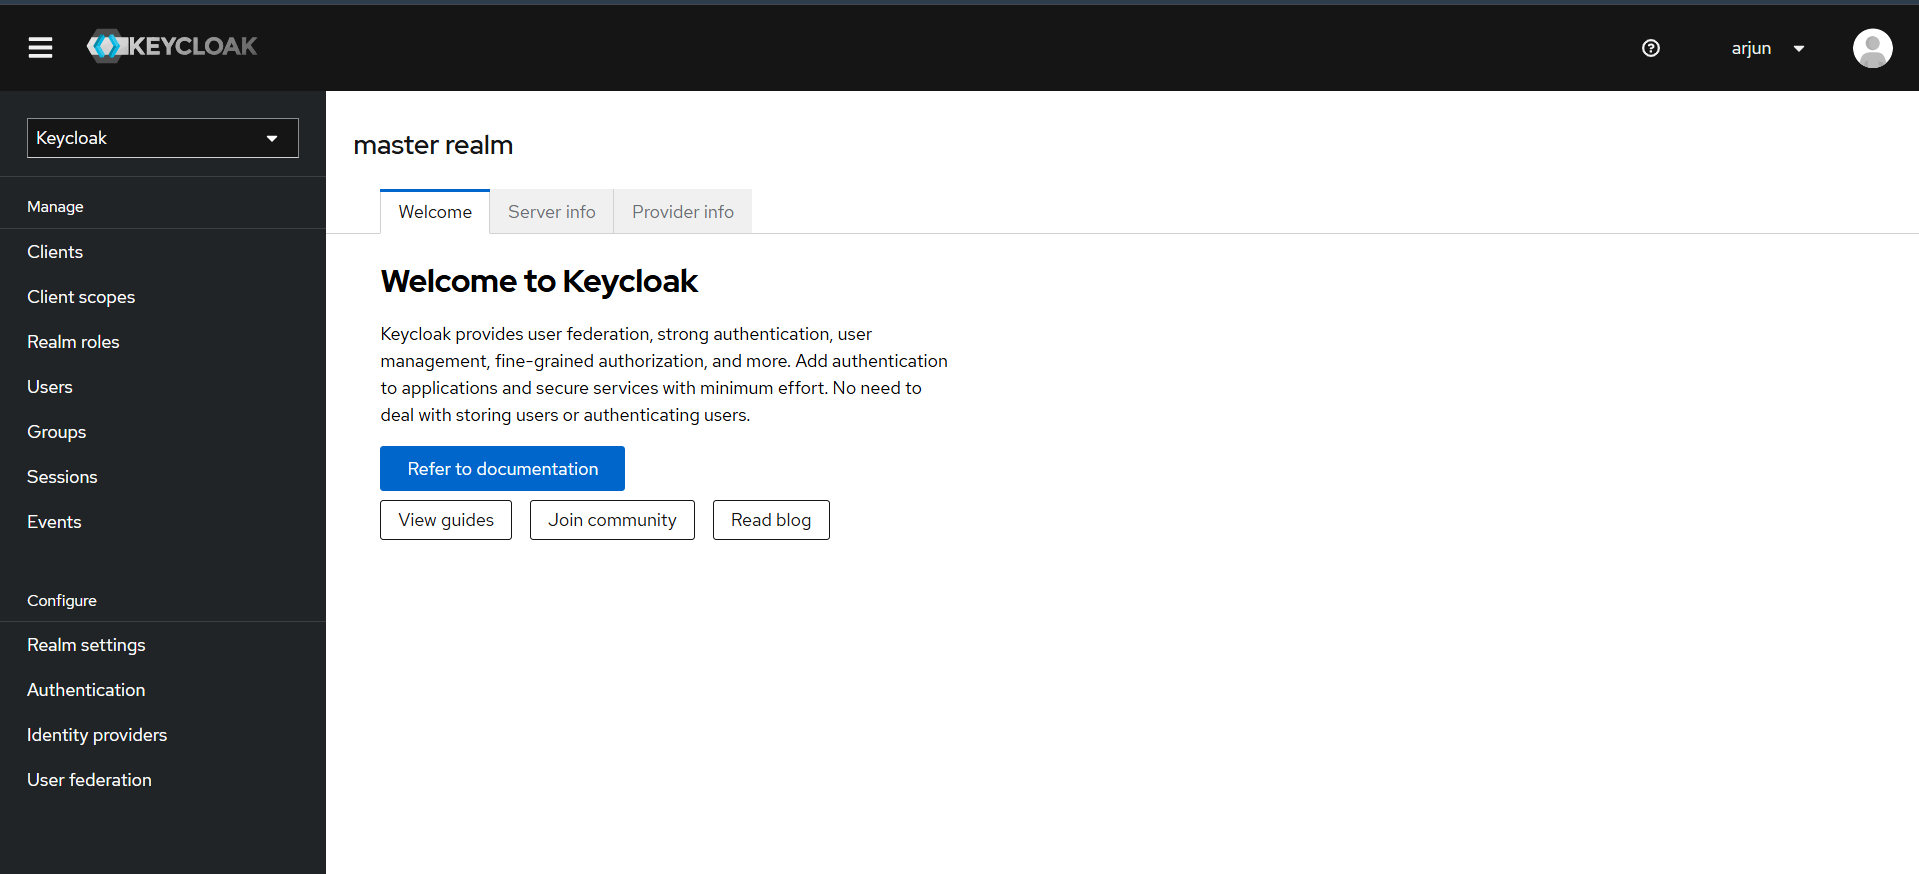 KEYCLOAK
arjun
Keycloak
Manage
Clients
Client scopes
Realm roles
Users
Groups
Sessions
Events
Configure
Realm settings
Authentication
Identity providers
User federation
master realm
Welcome Server info Provider info
Welcome to Keycloak
Keycloak provides user federation, strong authentication, user
management, fine-grained authorization, and more. Add authentication
to applications and secure services with minimum effort. No need to
deal with storing users or authenticating users.
Refer to documentation
View guides Join community Read blog